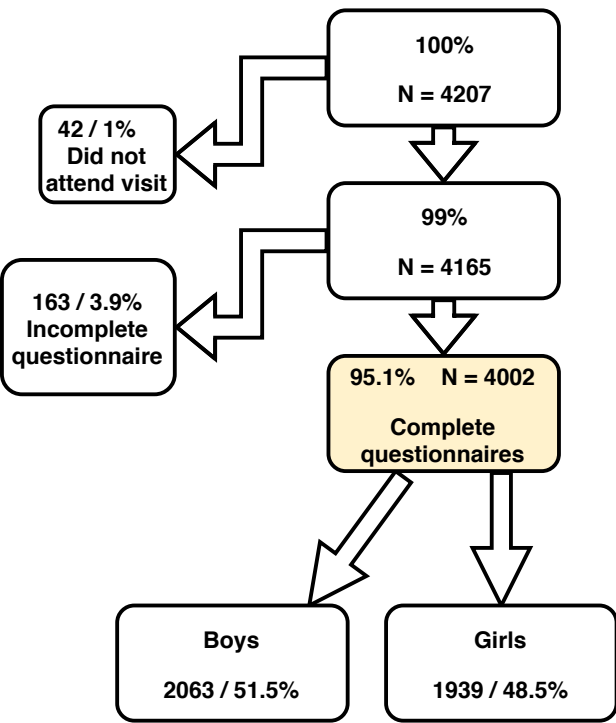 100%
N = 4207
42 / 1%
Did not
attend visit
99%
N = 4165
163 / 3.9%
Incomplete
questionnaire
95.1% N = 4002
Complete
questionnaires
Boys
2063 / 51.5%
Girls
1939 / 48.5%